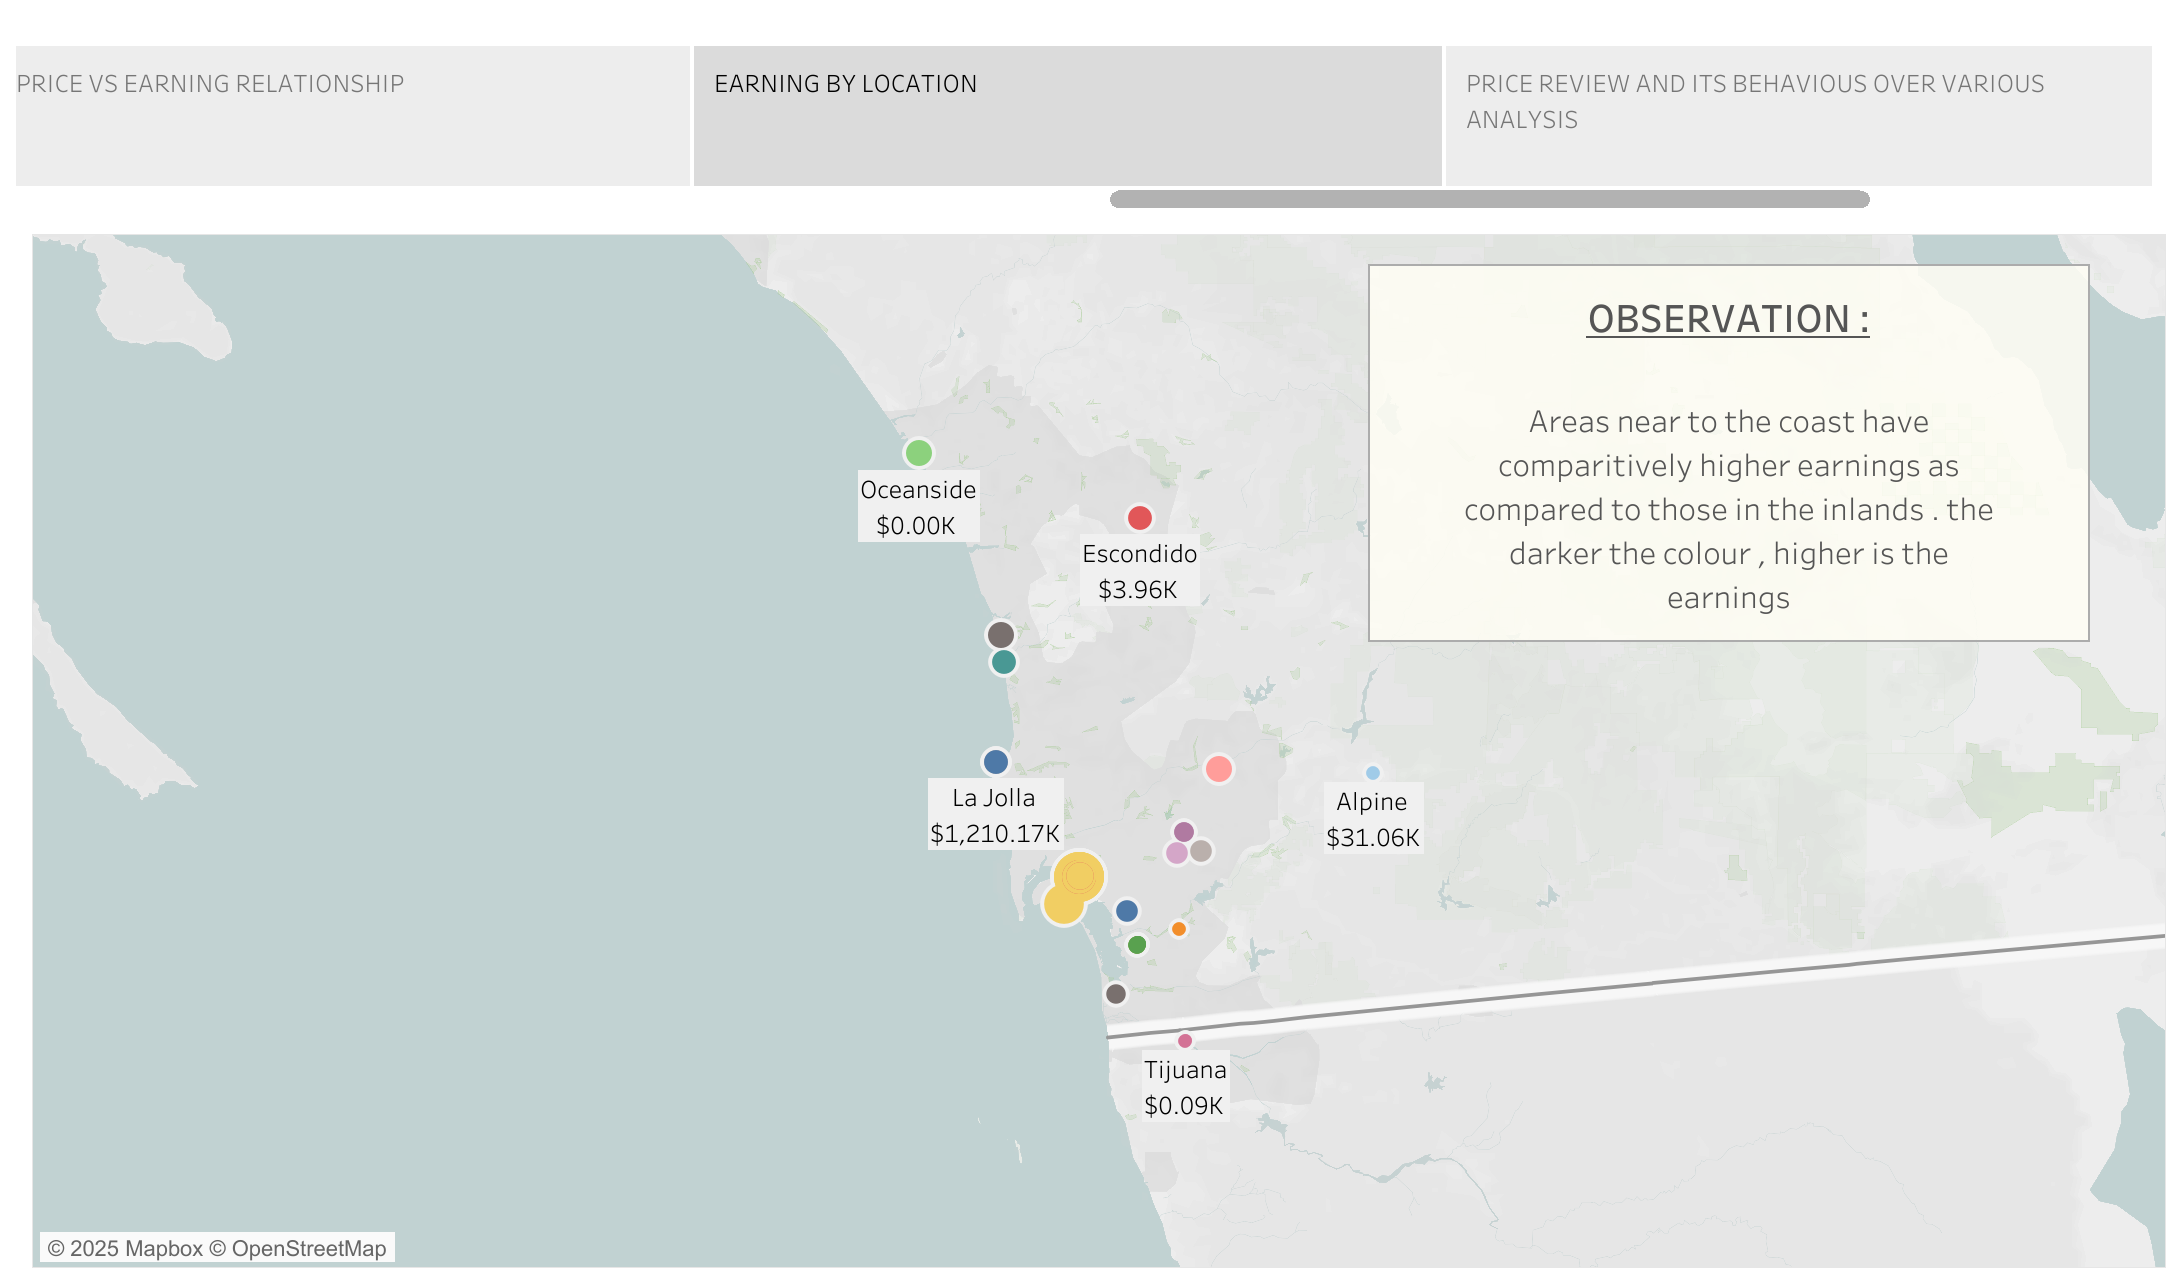 PRICE VS EARNING RELATIONSHIP
EARNING BY LOCATION
PRICE REVIEW AND ITS BEHAVIOUS OVER VARIOUS
ANALYSIS
OBSERVATION :
Areas near to the coast have
comparitively higher earnings as
compared to those in the inlands . the
darker the colour , higher is the
earnings
Oceanside
$0.00K
Escondido
$3.96K
La Jolla
$1,210.17K
Alpine
$31.06K
Tijuana
$0.09K
© 2025 Mapbox © OpenStreetMap